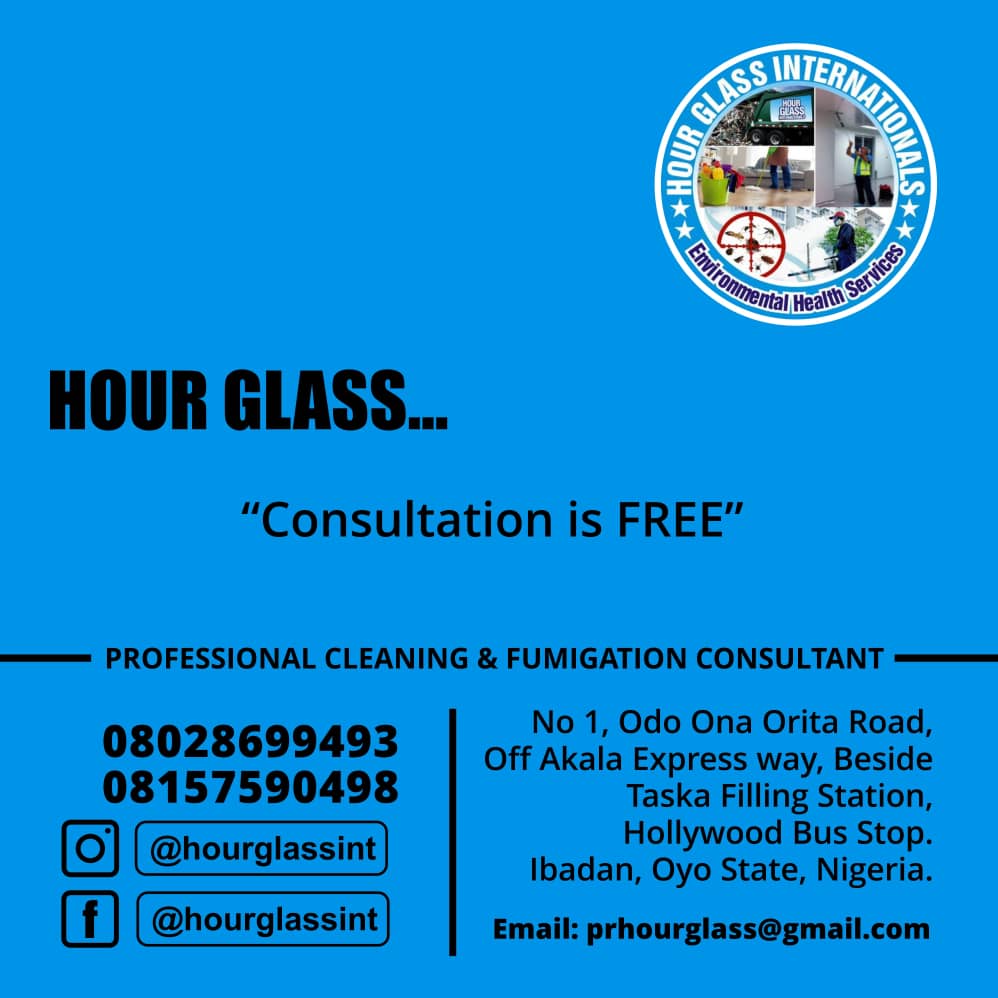 HOUR GLASS INTERNATIONALS
HOUR
GLASS
Environmental Health Services
HOUR GLASS...
“Consultation is FREE”
PROFESSIONAL CLEANING & FUMIGATION CONSULTANT
08028699493
08157590498
@hourglassint
@hourglassint
No 1, Odo Ona Orita Road,
Off Akala Express way, Beside
Taska Filling Station,
Hollywood Bus Stop.
Ibadan, Oyo State, Nigeria.
Email: prhourglass@gmail.com